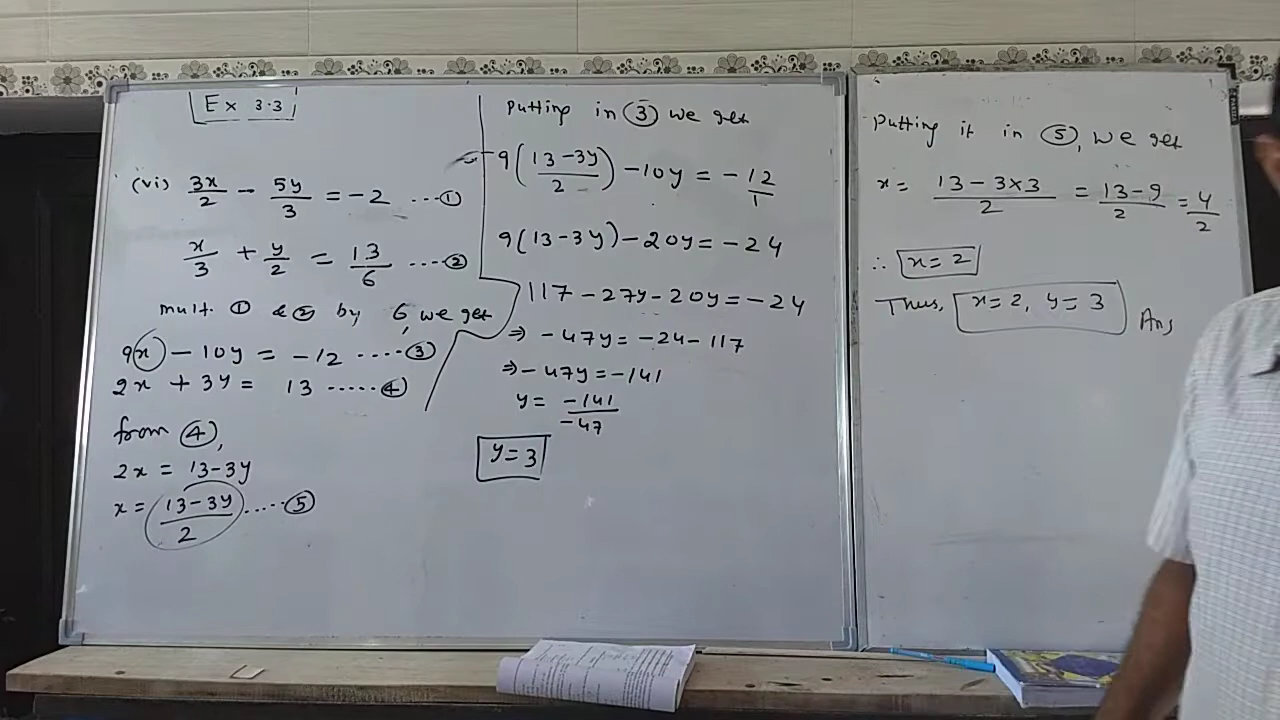 Ex 3.3
(vi) 3x/2 - 5y/3 = -2 ...①
x/3 + y/2 = 13/6 ....②
mult. ① & ② by 6, we get
9x - 10y = -12 ....③
2x + 3y = 13 .....④
from ④,
2x = 13-3y
x = (13-3y)/2 .....⑤
Putting in ③ we get
9((13-3y)/2) - 10y = -12/1
9(13-3y) - 20y = -24
117 - 27y - 20y = -24
⇒ -47y = -24 - 117
⇒ -47y = -141
y = -141/-47
y = 3
Putting it in ⑤, we get
x = (13-3×3)/2 = (13-9)/2 = 4/2
∴ x = 2
Thus, x = 2, y = 3 Ans